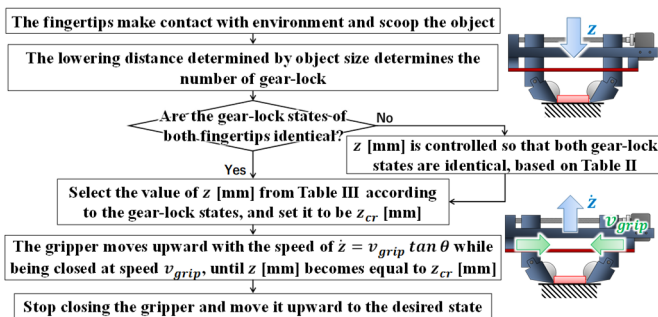 The fingertips make contact with environment and scoop the object
z
The lowering distance determined by object size determines the
number of gear-lock
Are the gear-lock states of
both fingertips identical?
No
z [mm] is controlled so that both gear-lock
states are identical, based on Table II
Yes
Select the value of z [mm] from Table III according
to the gear-lock states, and set it to be z_cr [mm]
ż
v_grip
The gripper moves upward with the speed of ż = v_grip tan θ while
being closed at speed v_grip, until z [mm] becomes equal to z_cr [mm]
Stop closing the gripper and move it upward to the desired state